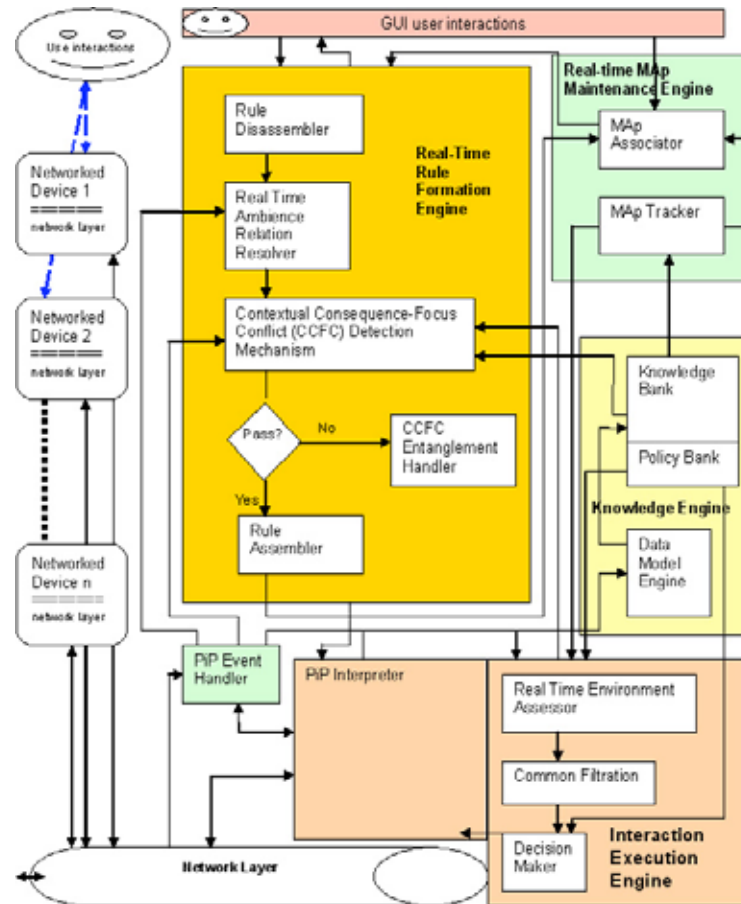 GUI user interactions
Use interactions
Networked
Device 1
======
network layer
Networked
Device 2
======
network layer
Networked
Device n
======
network layer
Rule
Disassembler
Real-Time
Rule
Formation
Engine
Real Time
Ambience
Relation
Resolver
Contextual Consequence-Focus
Conflict (CCFC) Detection
Mechanism
Pass?
No
CCFC
Entanglement
Handler
Yes
Rule
Assembler
Real-time MAp
Maintenance Engine
MAp
Associator
MAp Tracker
Knowledge
Bank
Policy Bank
Knowledge Engine
Data
Model
Engine
PiP Event
Handler
PiP Interpreter
Real Time Environment
Assessor
Common Filtration
Decision
Maker
Interaction
Execution
Engine
Network Layer